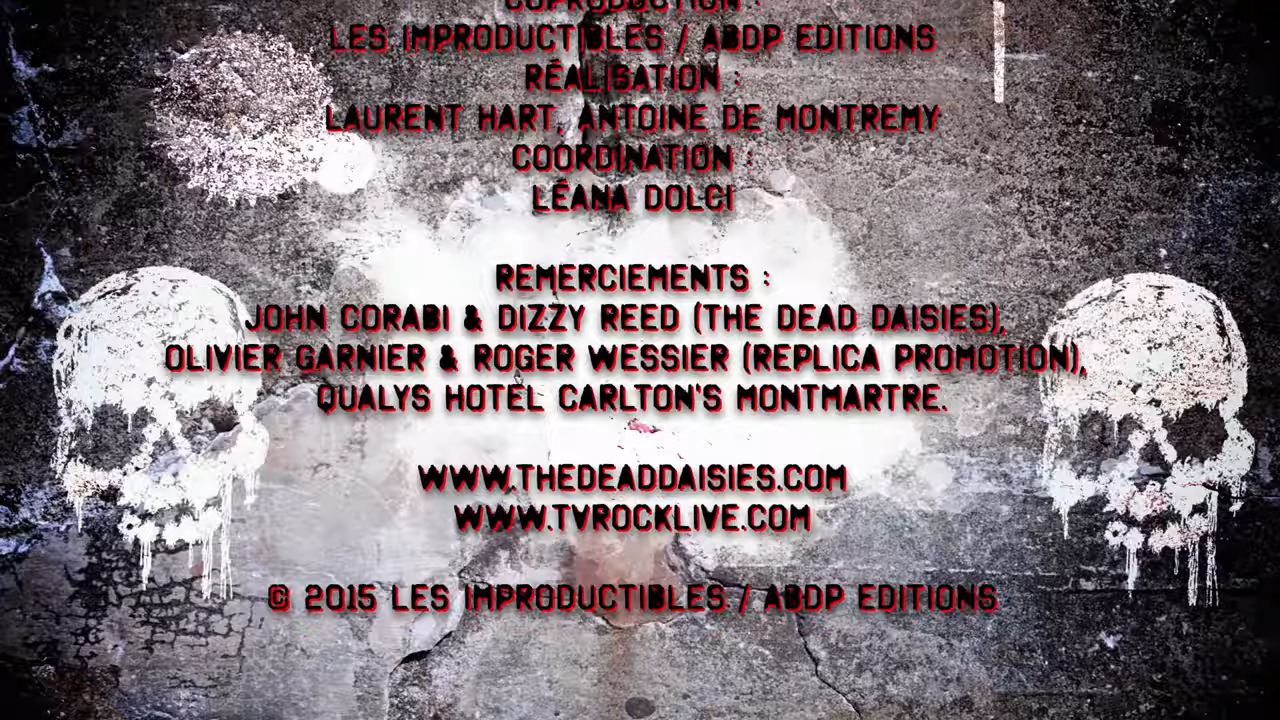 COPRODUCTION :
LES IMPRODUCTIBLES / ABDP EDITIONS
RÉALISATION :
LAURENT HART, ANTOINE DE MONTREMY
COORDINATION :
LÉANA DOLCI
REMERCIEMENTS :
JOHN CORABI & DIZZY REED (THE DEAD DAISIES),
OLIVIER GARNIER & ROGER WESSIER (REPLICA PROMOTION),
QUALYS HOTEL CARLTON'S MONTMARTRE.
WWW.THEDEADDAISIES.COM
WWW.TVROCKLIVE.COM
© 2015 LES IMPRODUCTIBLES / ABDP EDITIONS